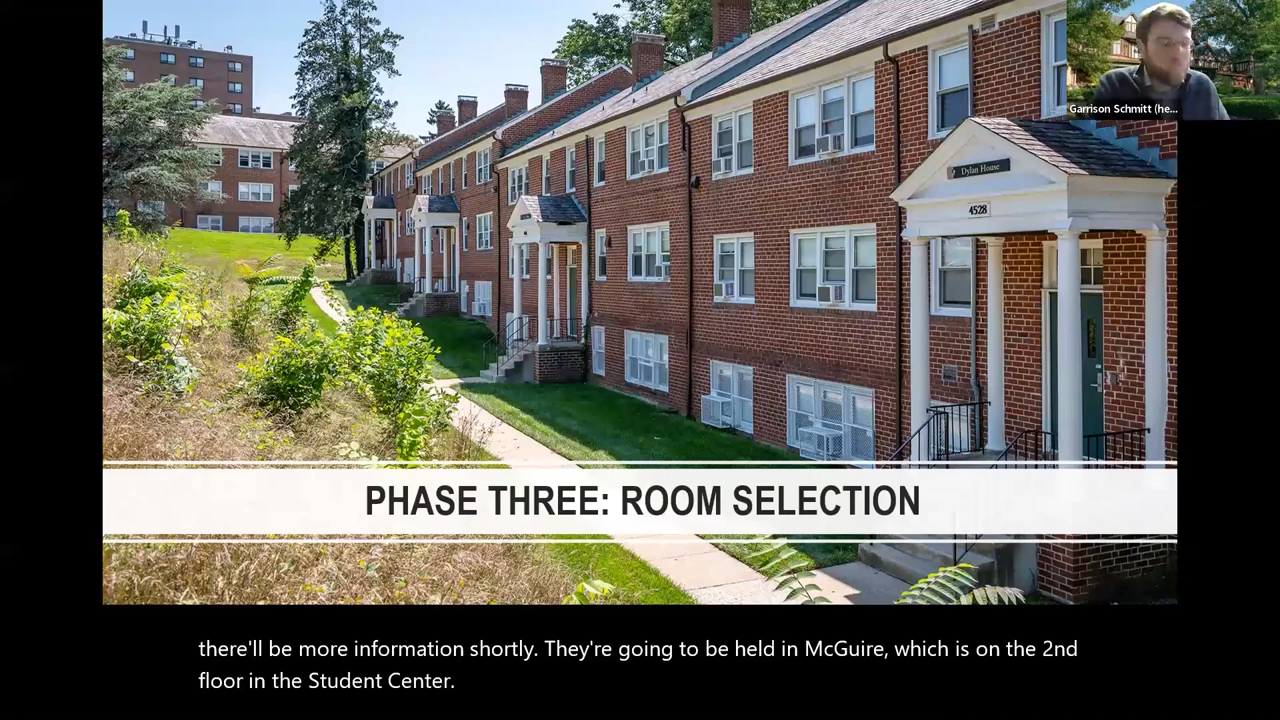 Garrison Schmitt (he...
Dylan House
4528
PHASE THREE: ROOM SELECTION
there'll be more information shortly. They're going to be held in McGuire, which is on the 2nd
floor in the Student Center.